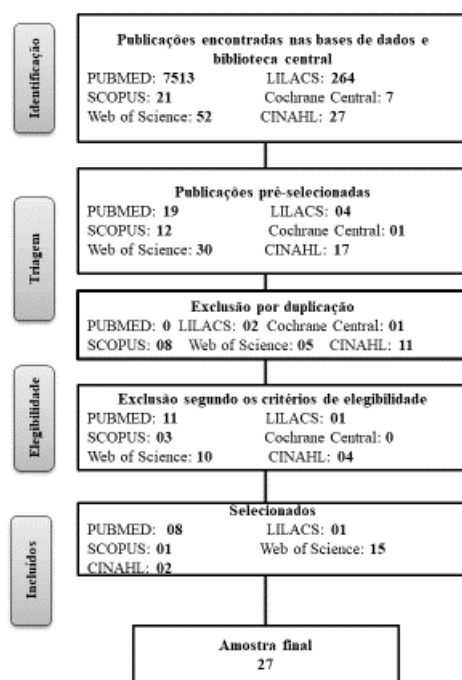 Identificação
Publicações encontradas nas bases de dados e
biblioteca central
PUBMED: 7513 LILACS: 264
SCOPUS: 21 Cochrane Central: 7
Web of Science: 52 CINAHL: 27
Triagem
Publicações pré-selecionadas
PUBMED: 19 LILACS: 04
SCOPUS: 12 Cochrane Central: 01
Web of Science: 30 CINAHL: 17
Exclusão por duplicação
PUBMED: 0 LILACS: 02 Cochrane Central: 01
SCOPUS: 08 Web of Science: 05 CINAHL: 11
Elegibilidade
Exclusão segundo os critérios de elegibilidade
PUBMED: 11 LILACS: 01
SCOPUS: 03 Cochrane Central: 0
Web of Science: 10 CINAHL: 04
Incluídos
Selecionados
PUBMED: 08 LILACS: 01
SCOPUS: 01 Web of Science: 15
CINAHL: 02
Amostra final
27